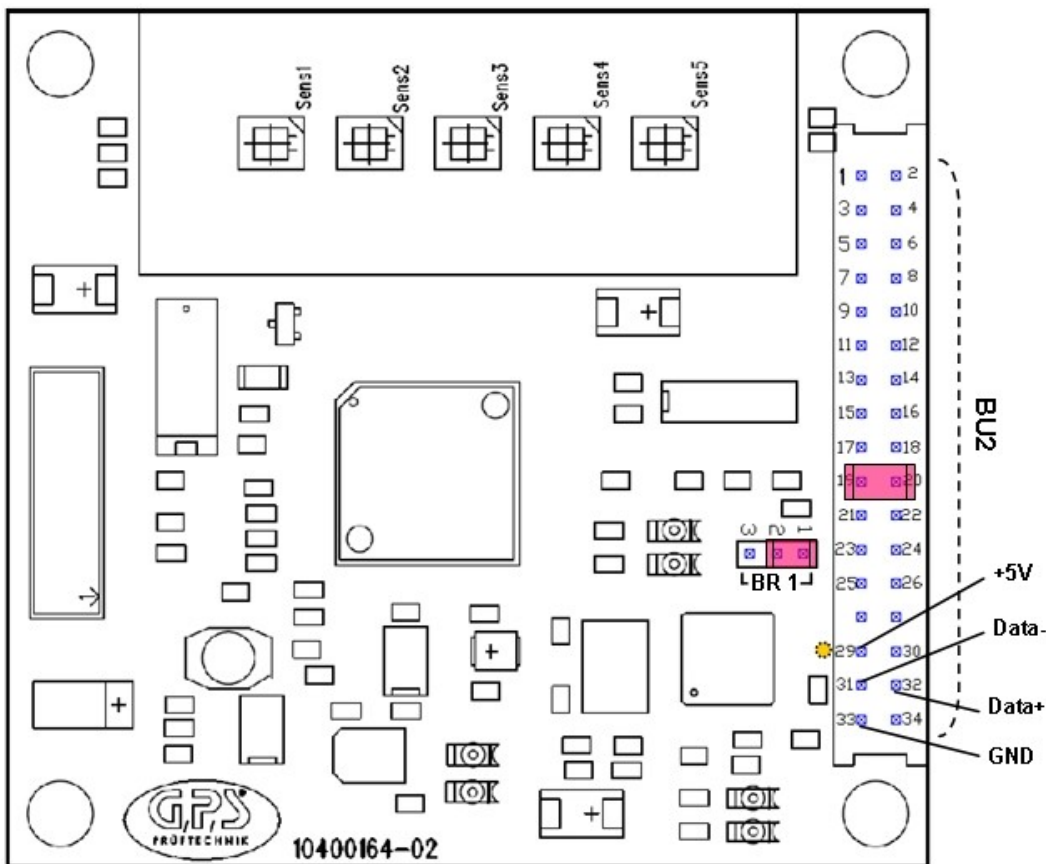 Sens1 Sens2 Sens3 Sens4 Sens5
1 2
3 4
5 6
7 8
9 10
11 12
13 14
15 16
17 18
19 20
21 22
23 24
25 26
29 30
31 32
33 34
BU2
3 2 1
BR 1
+5V
Data-
Data+
GND
1
G,P,S
PRÜFTECHNIK
10400164-02